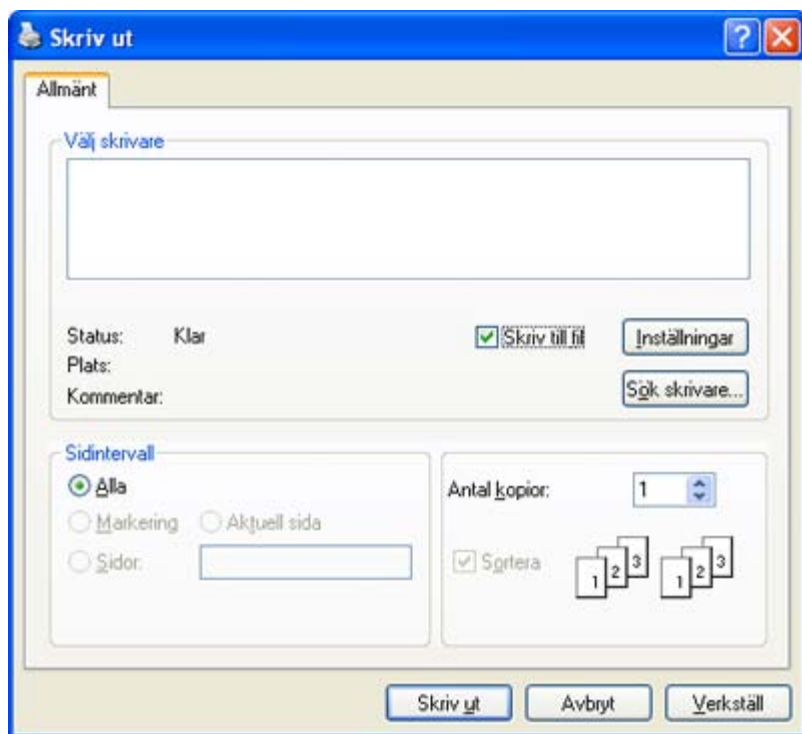 Skriv ut
Allmänt
Välj skrivare
Status: Klar
Skriv till fil
Inställningar
Plats:
Kommentar:
Sök skrivare...
Sidintervall
Alla
Markering Aktuell sida
Sidor:
Antal kopior: 1
Sortera
1 2 3 1 2 3
Skriv ut Avbryt Verkställ